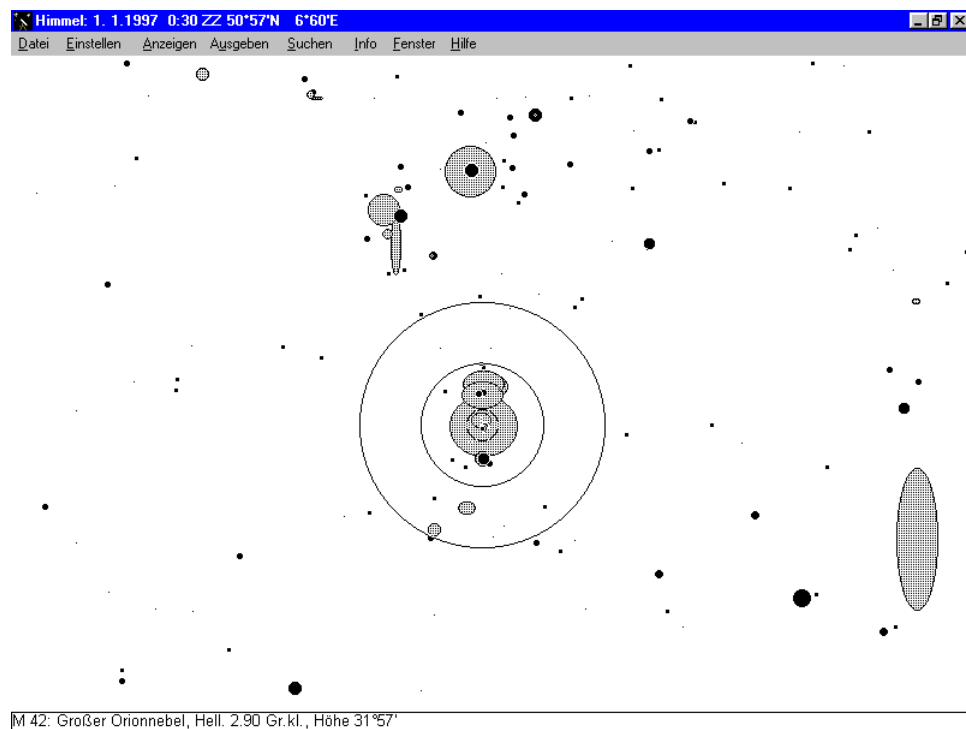 Himmel: 1. 1.1997 0:30 ZZ 50°57'N 6°60'E
Datei Einstellen Anzeigen Ausgeben Suchen Info Fenster Hilfe
M 42: Großer Orionnebel, Hell. 2.90 Gr.kl., Höhe 31°57'